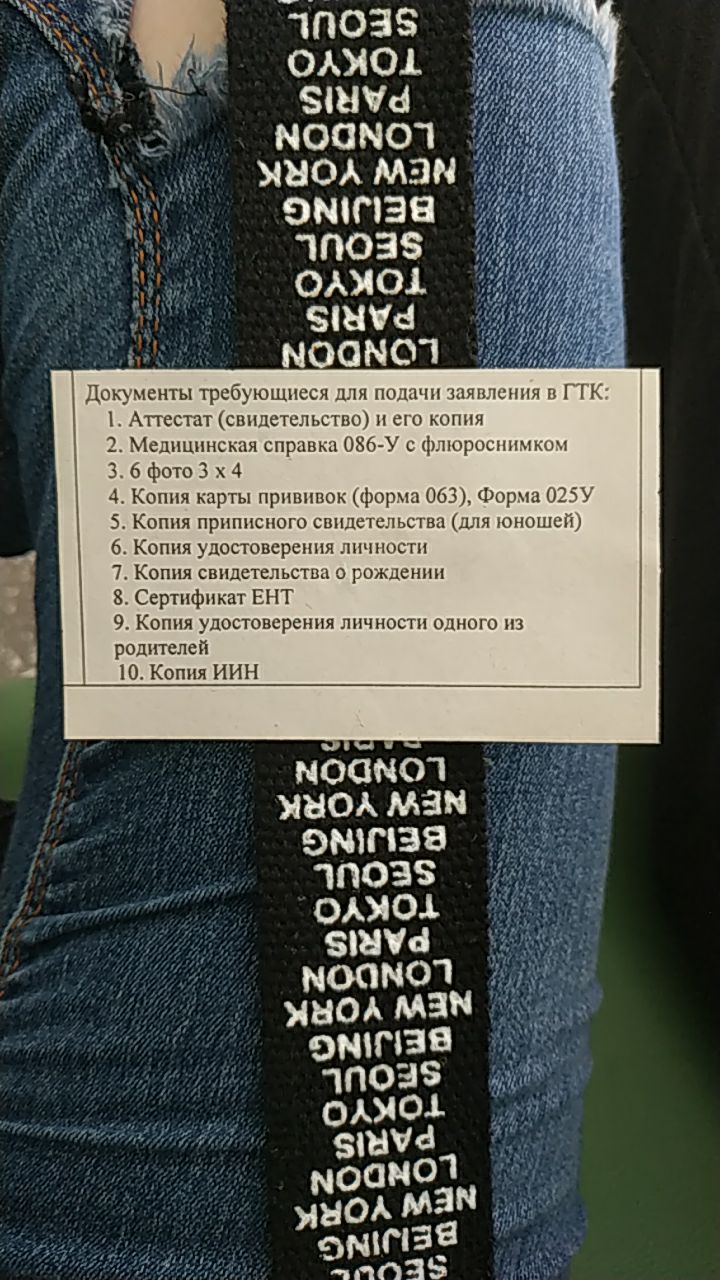 SEOUL
TOKYO
PARIS
LONDON
NEW YORK
BEIJING
SEOUL
TOKYO
PARIS
LONDON
Документы требующиеся для подачи заявления в ГТК:
1. Аттестат (свидетельство) и его копия
2. Медицинская справка 086-У с флюроснимком
3. 6 фото 3 х 4
4. Копия карты прививок (форма 063), Форма 025У
5. Копия приписного свидетельства (для юношей)
6. Копия удостоверения личности
7. Копия свидетельства о рождении
8. Сертификат ЕНТ
9. Копия удостоверения личности одного из
родителей
10. Копия ИИН
PARIS
LONDON
NEW YORK
BEIJING
SEOUL
TOKYO
PARIS
LONDON
NEW YORK
BEIJING
SEOUL
TOKYO
PARIS
LONDON
NEW YORK
BEIJING
SEOUL